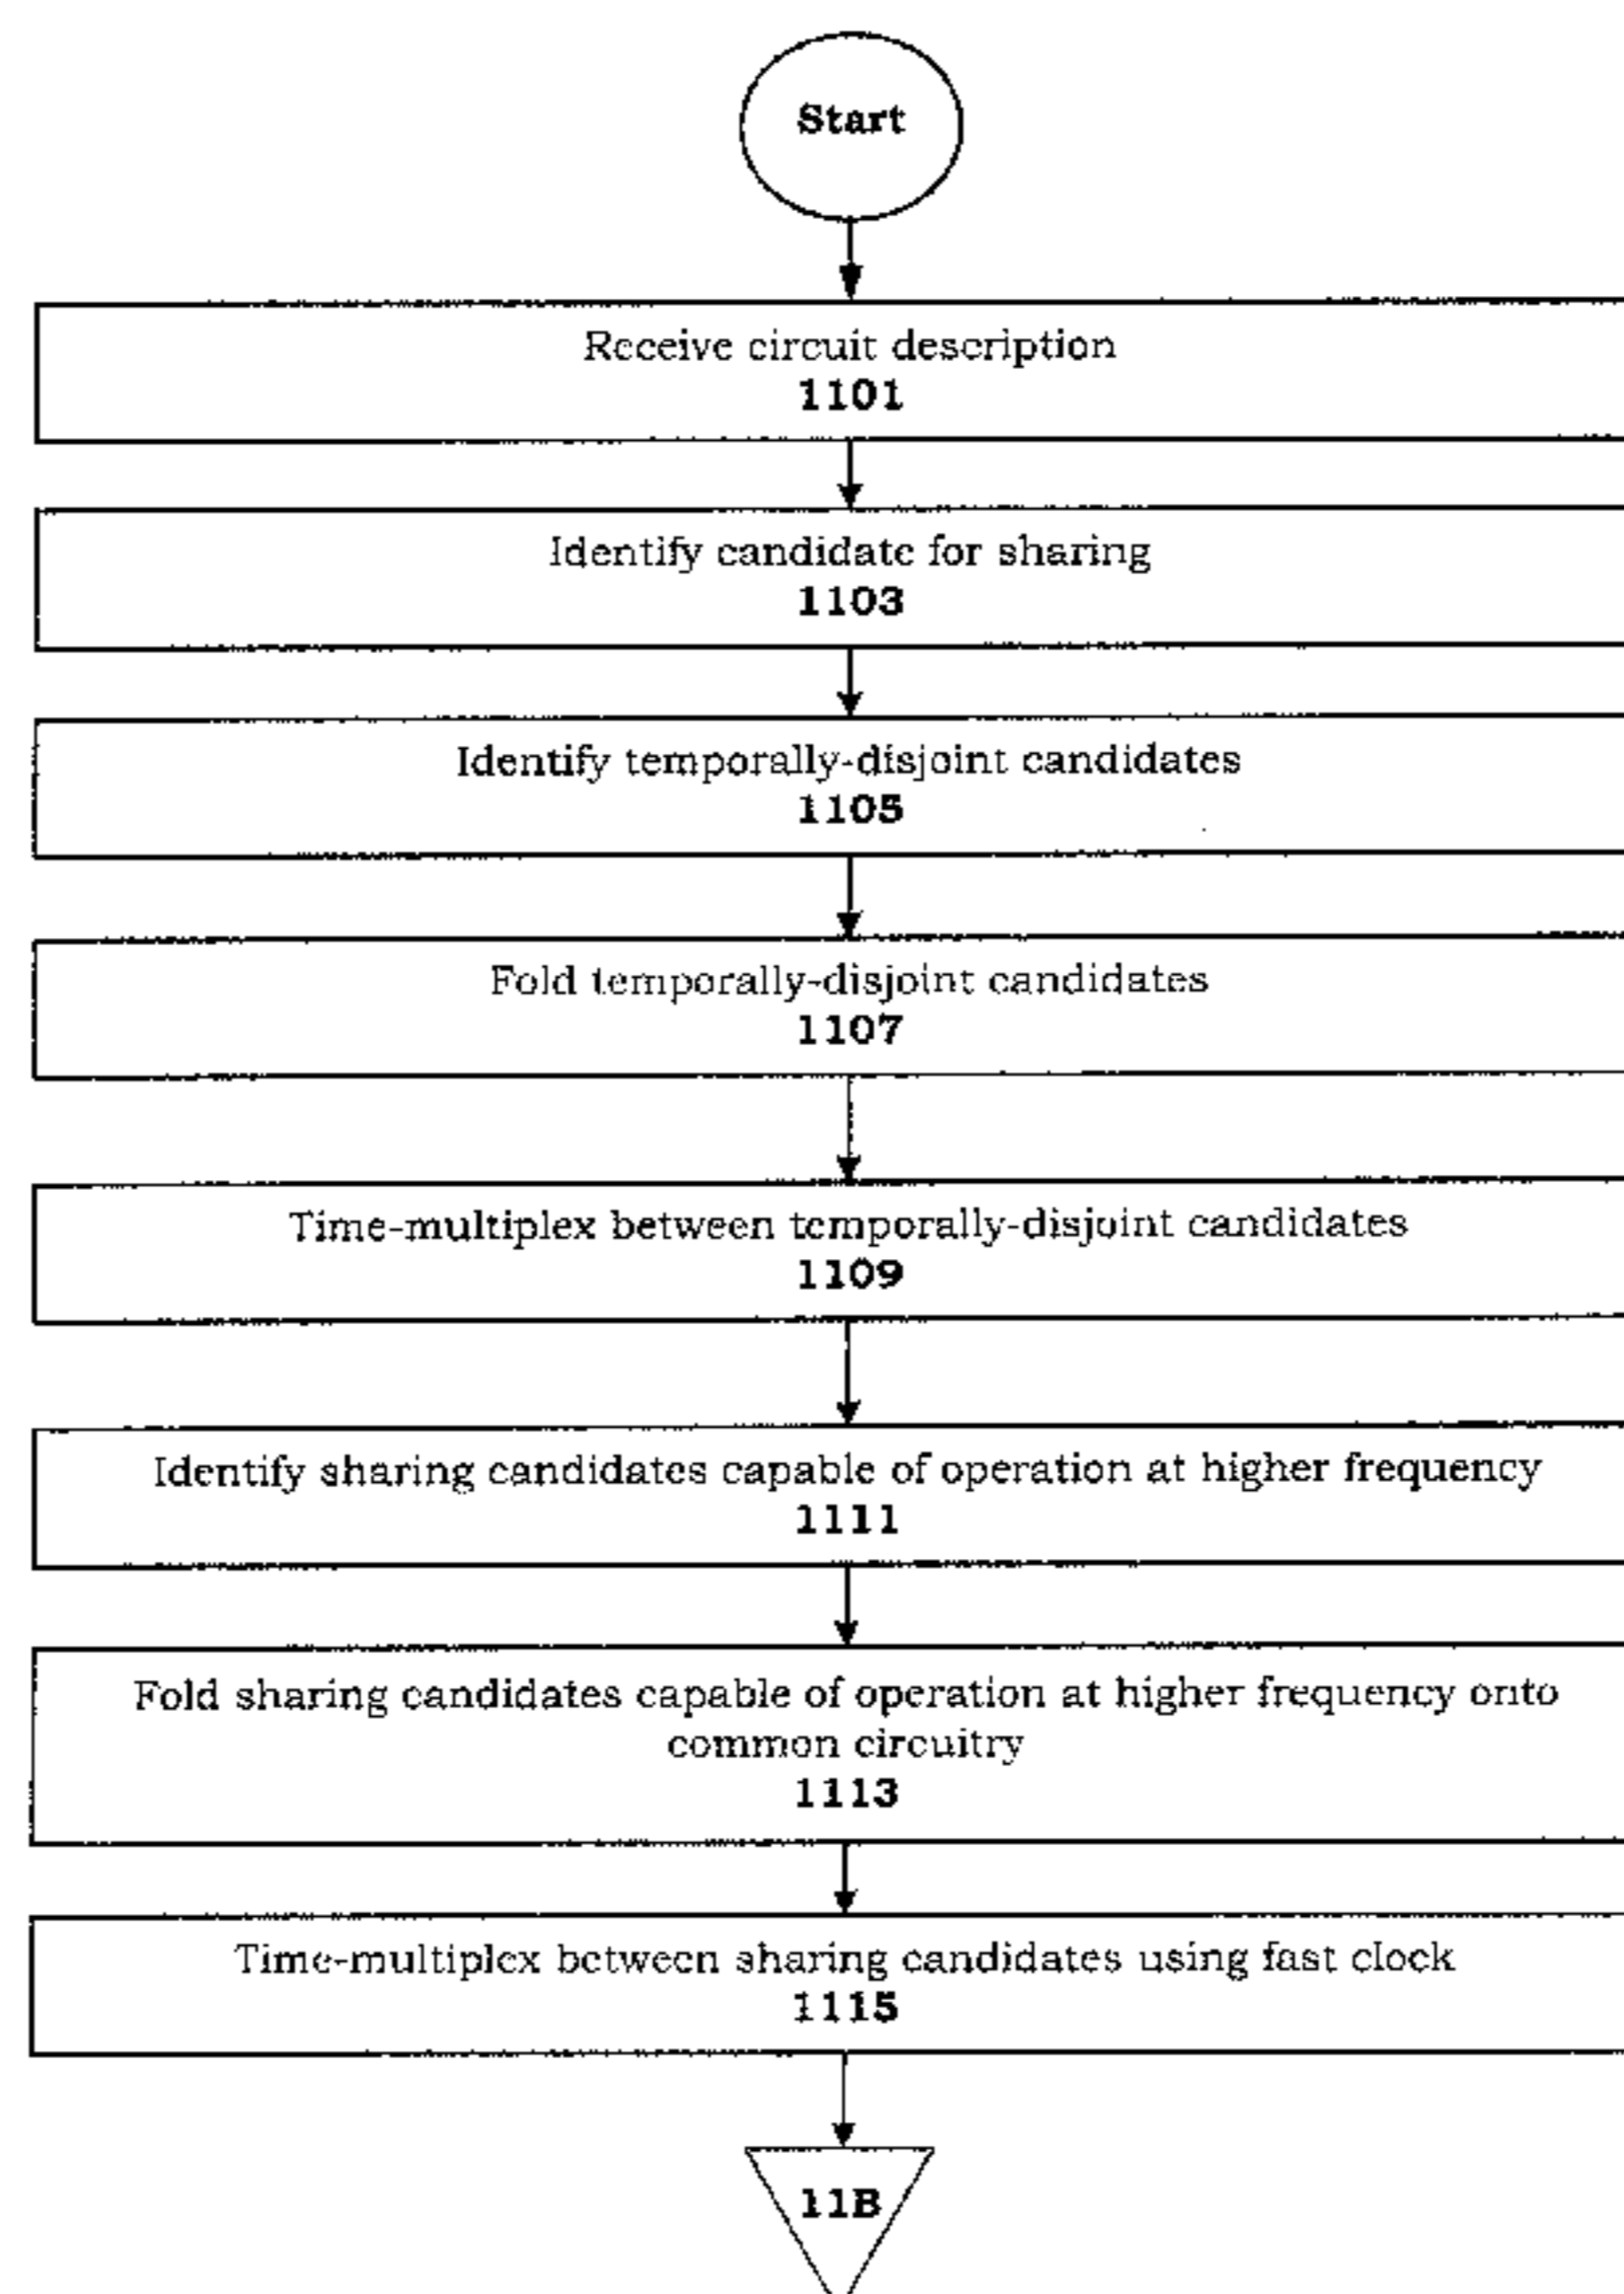 Start
Receive circuit description
1101
Identify candidate for sharing
1103
Identify temporally-disjoint candidates
1105
Fold temporally-disjoint candidates
1107
Time-multiplex between temporally-disjoint candidates
1109
Identify sharing candidates capable of operation at higher frequency
1111
Fold sharing candidates capable of operation at higher frequency onto
common circuitry
1113
Time-multiplex between sharing candidates using fast clock
1115
11B